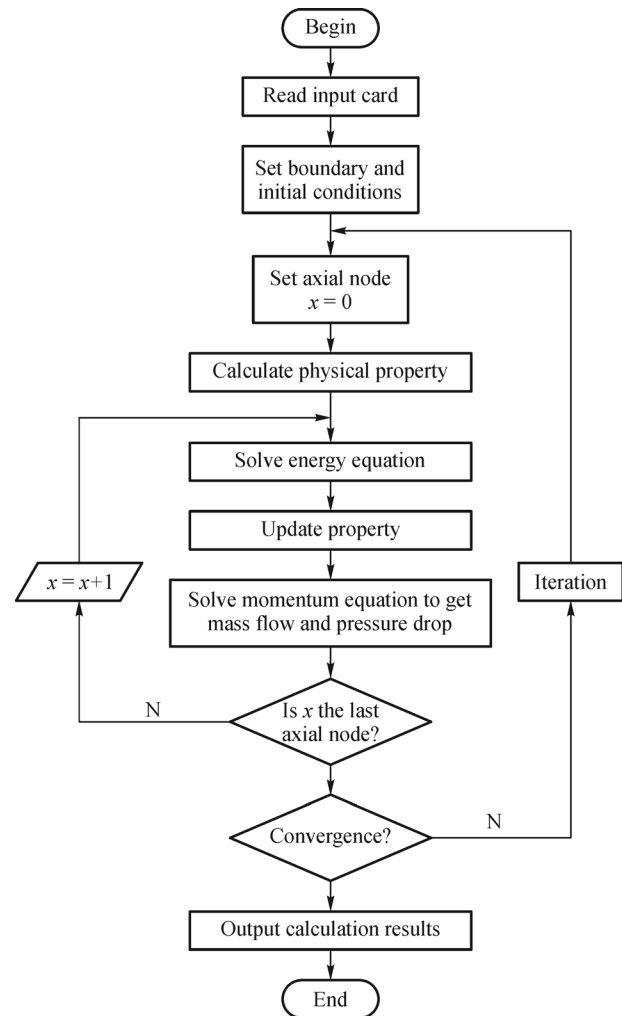 Begin
Read input card
Set boundary and
initial conditions
Set axial node
x = 0
Calculate physical property
Solve energy equation
Update property
x = x+1
Solve momentum equation to get
mass flow and pressure drop
Iteration
N
Is x the last
axial node?
Convergence?
N
Output calculation results
End